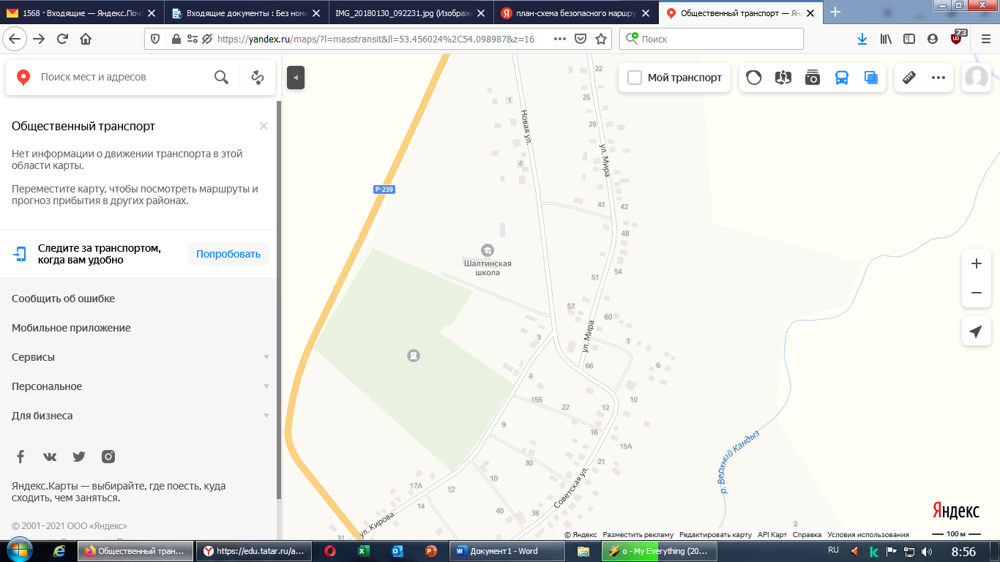 1568 · Входящие — Яндекс.Почт
Входящие документы : Без номе
IMG_20180130_092231.jpg (Изображ
план-схема безопасного маршру
Общественный транспорт — Ян
https://yandex.ru/maps/?l=masstransit&ll=53.456024%2C54.098987&z=16
Поиск
73
Поиск мест и адресов
Мой транспорт
Общественный транспорт
Нет информации о движении транспорта в этой
области карты.
Переместите карту, чтобы посмотреть маршруты и
прогноз прибытия в других районах.
Следите за транспортом,
когда вам удобно
Попробовать
Сообщить об ошибке
Мобильное приложение
Сервисы
Персональное
Для бизнеса
Яндекс.Карты — выбирайте, где поесть, куда
сходить, чем заняться.
© 2001–2021 ООО «Яндекс»
22
1
25
Новая ул.
29
ул. Мира
4
Р-239
41
42
48
Шалтинская
школа
54
51
57
60
3
ул. Мира
1
66
6
4
15Б
22
12
10
9
16
15А
30
21
р. Верхний Кандыз
17А
12
10
14
40
38
Советская ул.
ул. Кирова
31
2
Яндекс
© Яндекс
Разместить рекламу
Редактировать карту
API Карт
Справка
Условия использования
100 м
Общественный тран...
https://edu.tatar.ru/a...
Документ1 - Word
о - My Everything (20...
RU
8:56